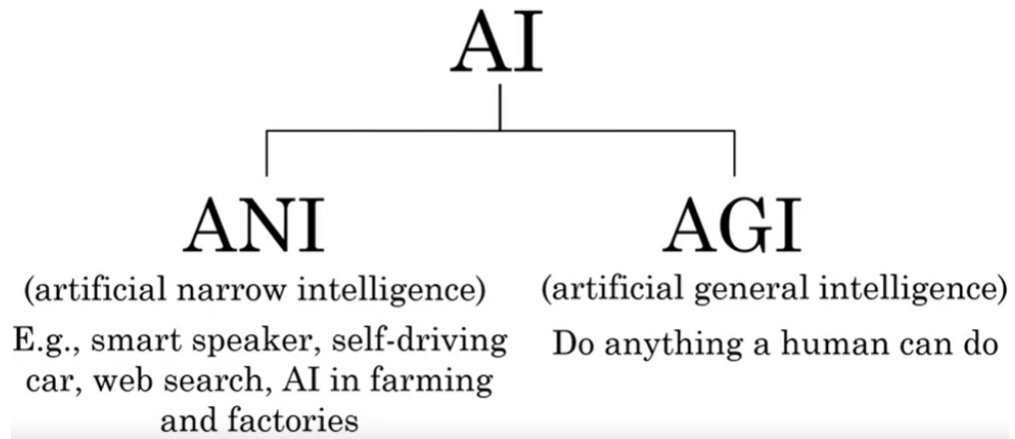 AI
ANI
(artificial narrow intelligence)
E.g., smart speaker, self-driving
car, web search, AI in farming
and factories
AGI
(artificial general intelligence)
Do anything a human can do